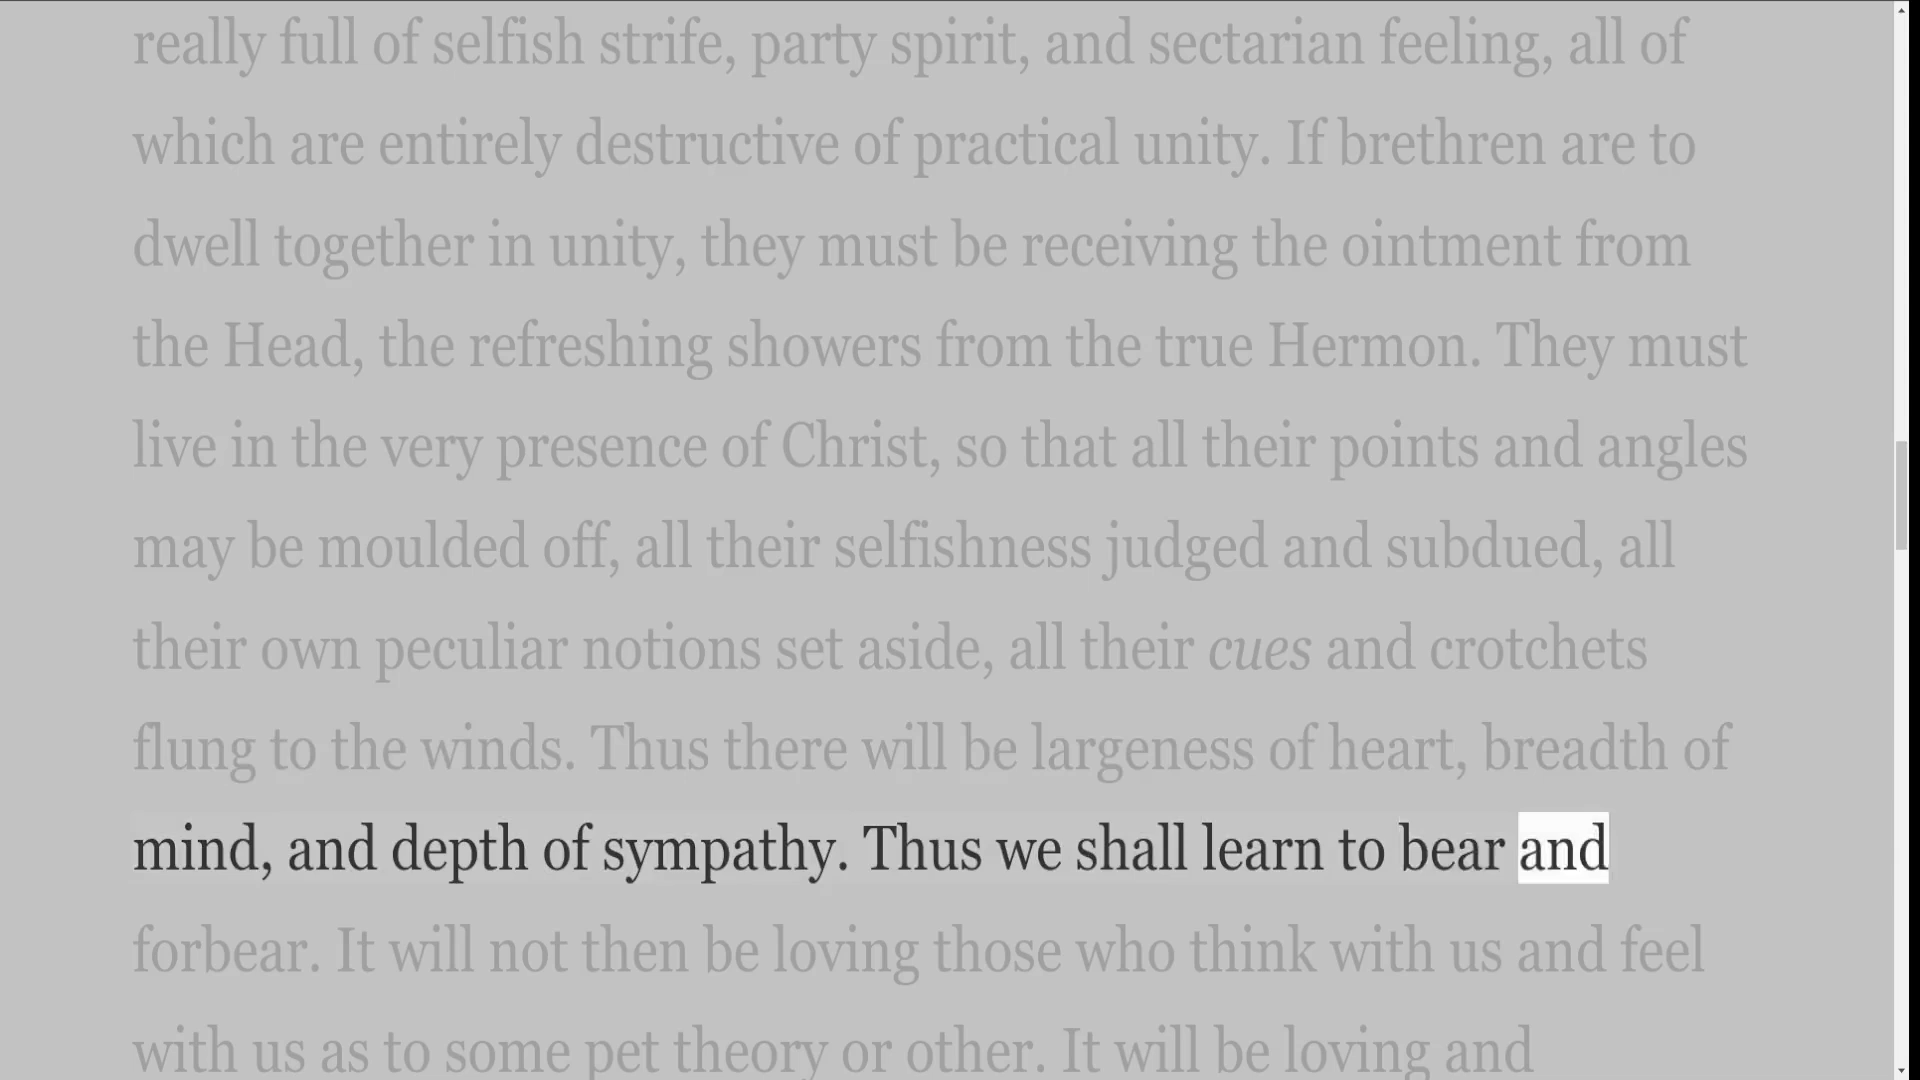 really full of selfish strife, party spirit, and sectarian feeling, all of
which are entirely destructive of practical unity. If brethren are to
dwell together in unity, they must be receiving the ointment from
the Head, the refreshing showers from the true Hermon. They must
live in the very presence of Christ, so that all their points and angles
may be moulded off, all their selfishness judged and subdued, all
their own peculiar notions set aside, all their cues and crotchets
flung to the winds. Thus there will be largeness of heart, breadth of
mind, and depth of sympathy. Thus we shall learn to bear and
forbear. It will not then be loving those who think with us and feel
with us as to some pet theory or other. It will be loving and